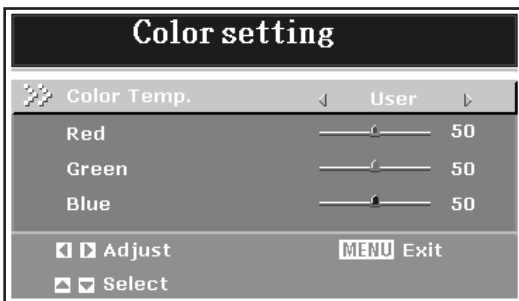 Color setting
Color Temp. User
Red 50
Green 50
Blue 50
Adjust MENU Exit
Select